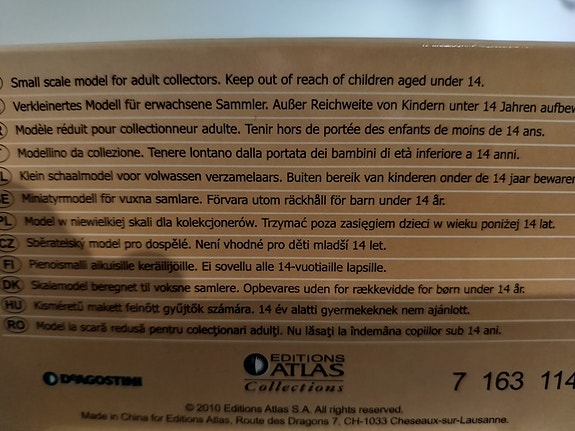 Small scale model for adult collectors. Keep out of reach of children aged under 14.
Verkleinertes Modell für erwachsene Sammler. Außer Reichweite von Kindern unter 14 Jahren aufbew
Modèle réduit pour collectionneur adulte. Tenir hors de portée des enfants de moins de 14 ans.
Modellino da collezione. Tenere lontano dalla portata dei bambini di età inferiore a 14 anni.
L Klein schaalmodel voor volwassen verzamelaars. Buiten bereik van kinderen onder de 14 jaar bewaren
SE Miniatyrmodell för vuxna samlare. Förvara utom räckhåll för barn under 14 år.
PL Model w niewielkiej skali dla kolekcjonerów. Trzymać poza zasięgiem dzieci w wieku poniżej 14 lat.
CZ Sběratelský model pro dospělé. Není vhodné pro děti mladší 14 let.
FI Pienoismalli aikuisille keräilijöille. Ei sovellu alle 14-vuotiaille lapsille.
DK Skalamodel beregnet til voksne samlere. Opbevares uden for rækkevidde for børn under 14 år.
HU Kisméretű makett felnőtt gyűjtők számára. 14 év alatti gyermekeknek nem ajánlott.
RO Model la scară redusă pentru colecționari adulți. Nu lăsați la îndemâna copiilor sub 14 ani.
DeAGOSTINI
EDITIONS
ATLAS
Collections
7 163 114
© 2010 Editions Atlas S.A. All rights reserved.
Made in China for Editions Atlas, Route des Dragons 7, CH-1033 Cheseaux-sur-Lausanne.